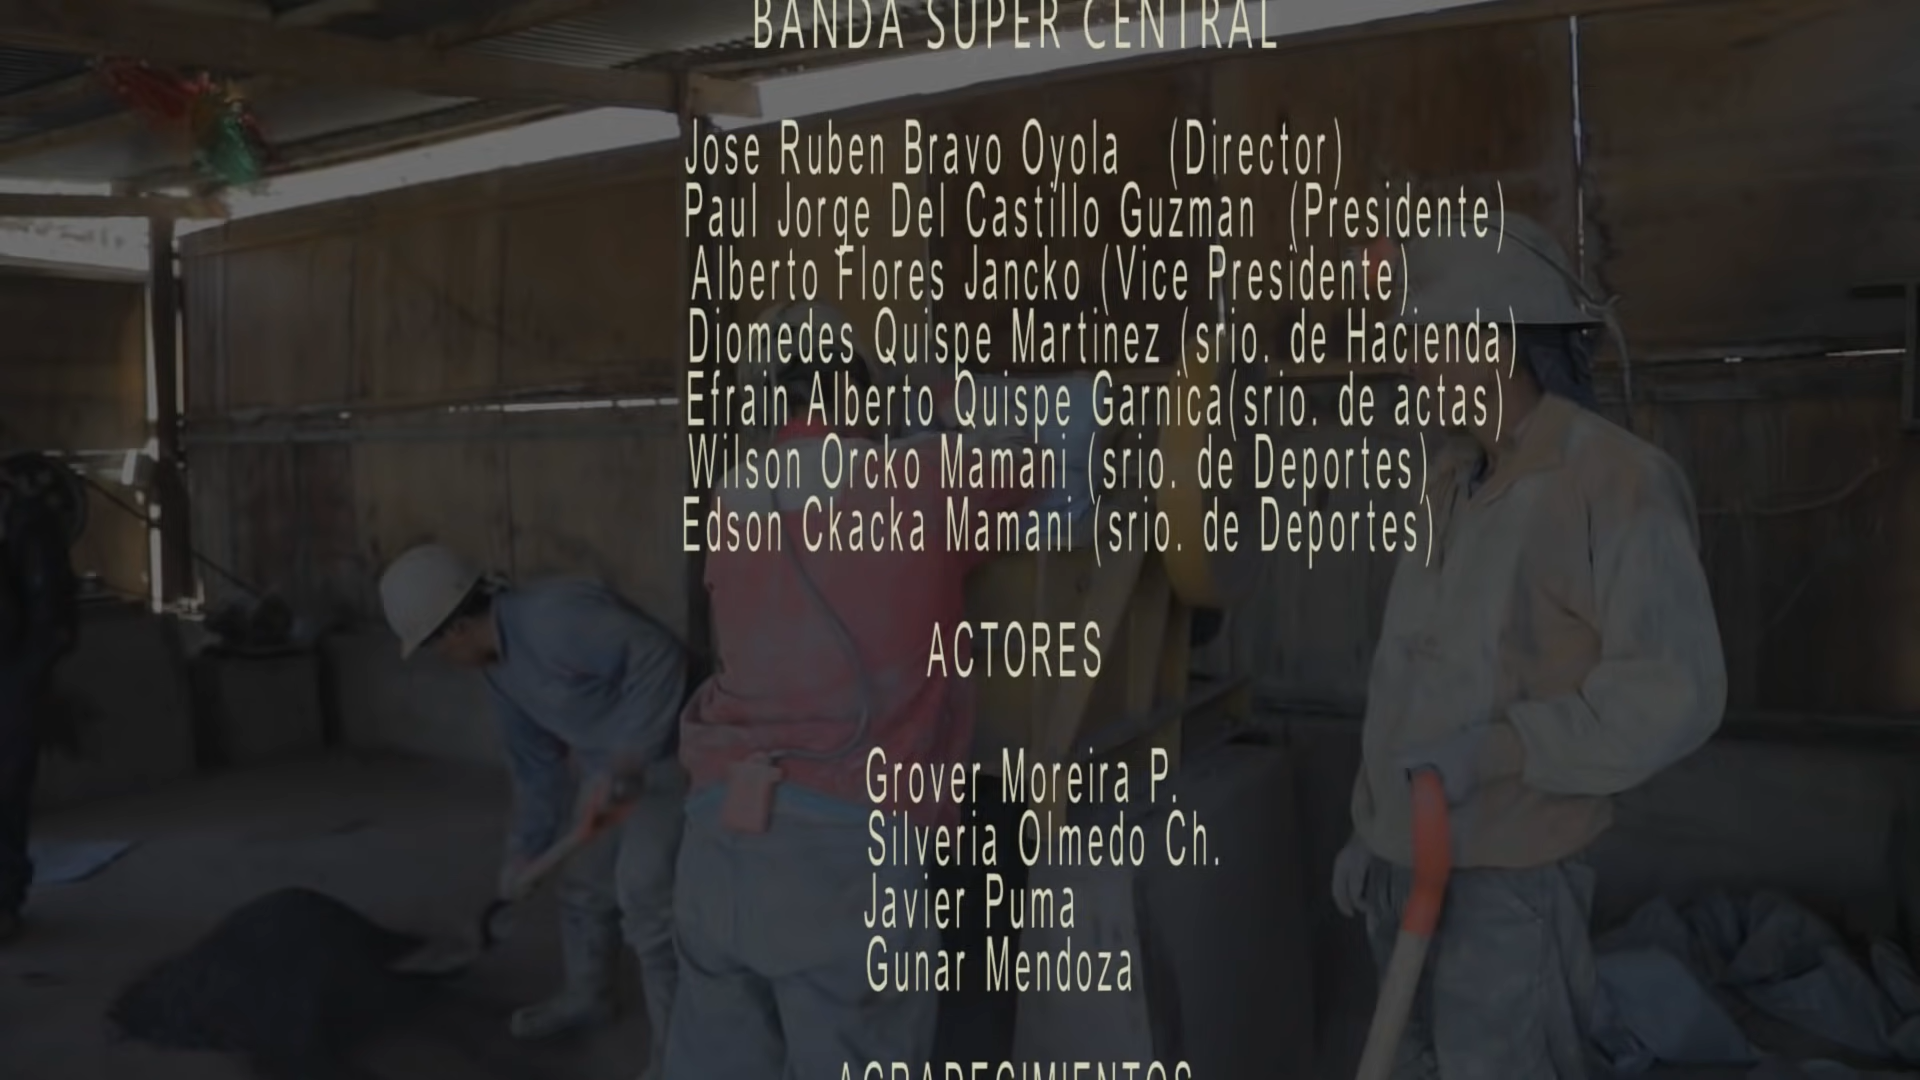 BANDA SUPER CENTRAL
Jose Ruben Bravo Oyola (Director)
Paul Jorge Del Castillo Guzman (Presidente)
Alberto Flores Jancko (Vice Presidente)
Diomedes Quispe Martinez (srio. de Hacienda)
Efrain Alberto Quispe Garnica(srio. de actas)
Wilson Orcko Mamani (srio. de Deportes)
Edson Ckacka Mamani (srio. de Deportes)
ACTORES
Grover Moreira P.
Silveria Olmedo Ch.
Javier Puma
Gunar Mendoza
AGRADECIMIENTOS